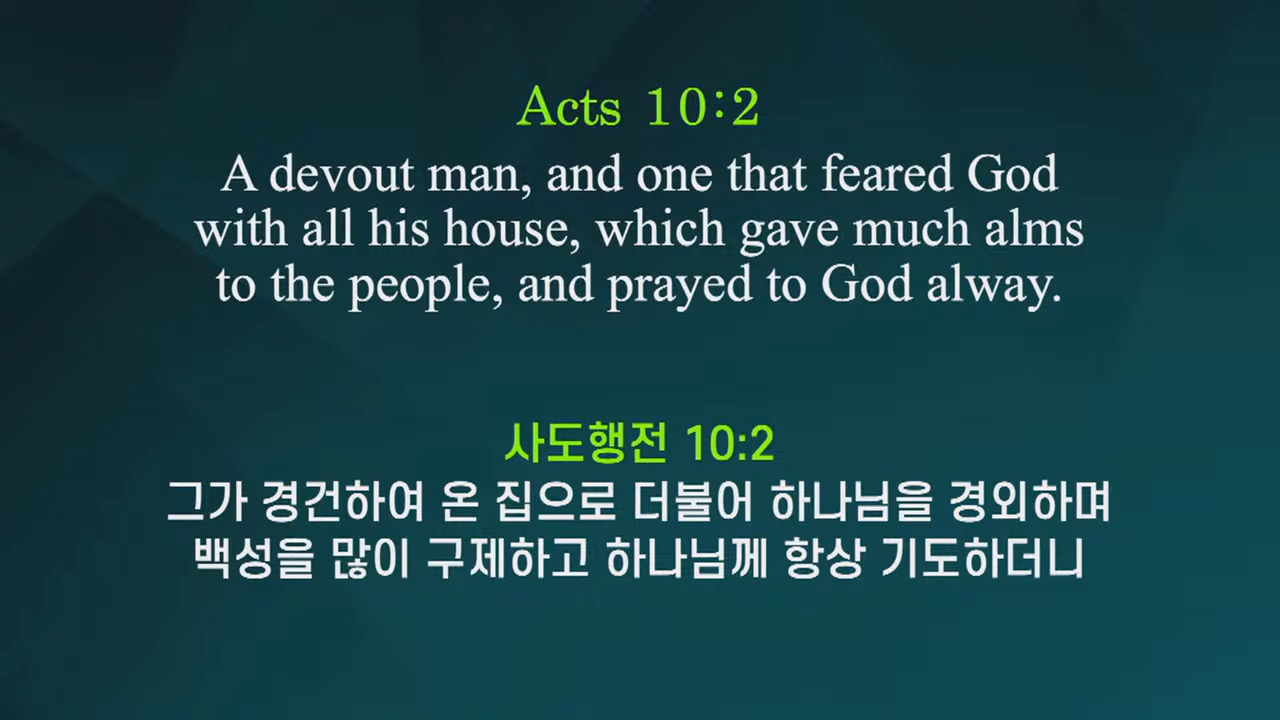 Acts 10:2
A devout man, and one that feared God
with all his house, which gave much alms
to the people, and prayed to God alway.
사도행전 10:2
그가 경건하여 온 집으로 더불어 하나님을 경외하며
백성을 많이 구제하고 하나님께 항상 기도하더니